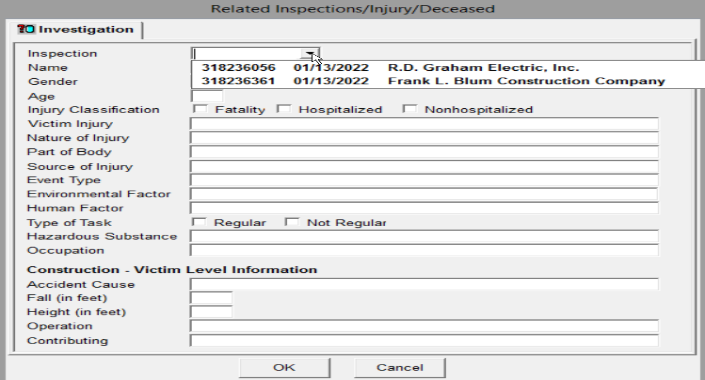 Related Inspections/Injury/Deceased
Investigation
Inspection
Name 318236056 01/13/2022 R.D. Graham Electric, Inc.
Gender 318236361 01/13/2022 Frank L. Blum Construction Company
Age
Injury Classification Fatality Hospitalized Nonhospitalized
Victim Injury
Nature of Injury
Part of Body
Source of Injury
Event Type
Environmental Factor
Human Factor
Type of Task Regular Not Regular
Hazardous Substance
Occupation
Construction - Victim Level Information
Accident Cause
Fall (in feet)
Height (in feet)
Operation
Contributing
OK Cancel